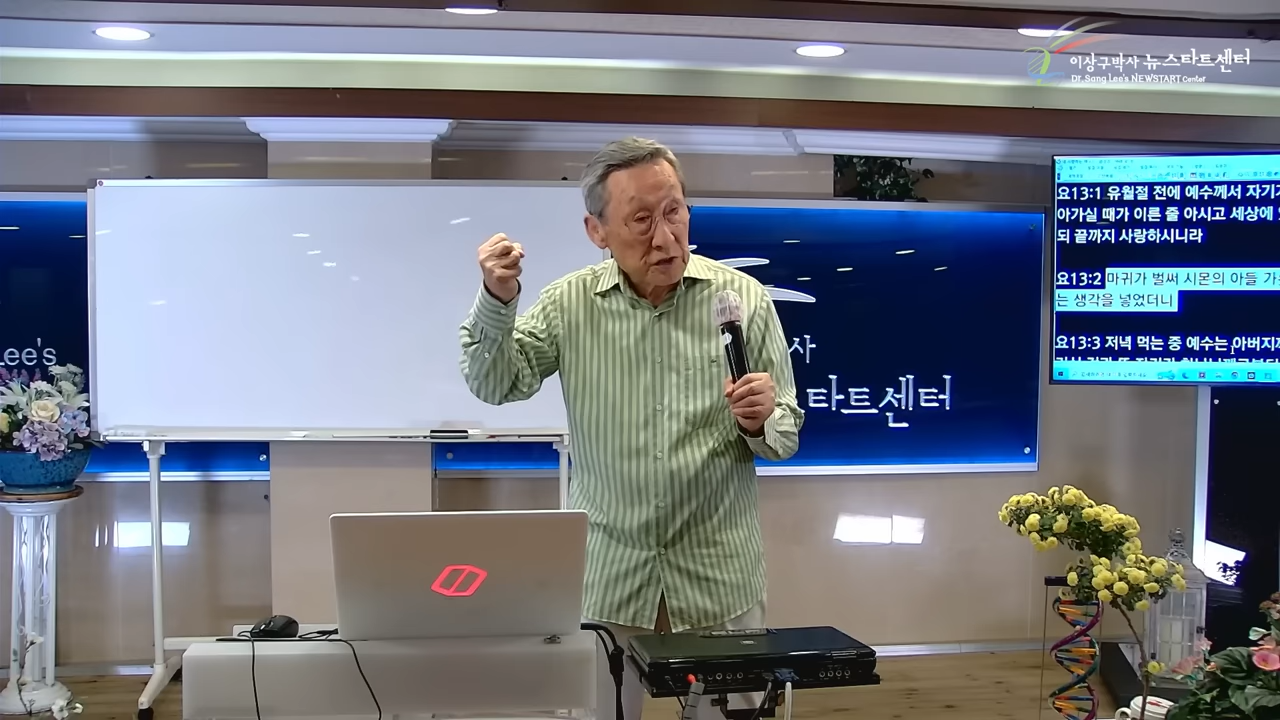 이상구박사 뉴스타트센터
Dr. Sang Lee's NEWSTART Center
요13:1 유월절 전에 예수께서 자기가
아가실 때가 이른 줄 아시고 세상에
되 끝까지 사랑하시니라
요13:2 마귀가 벌써 시몬의 아들
는 생각을 넣었더니
요13:3 저녁 먹는 중 예수는 아버지께
Lee's
사
타트센터